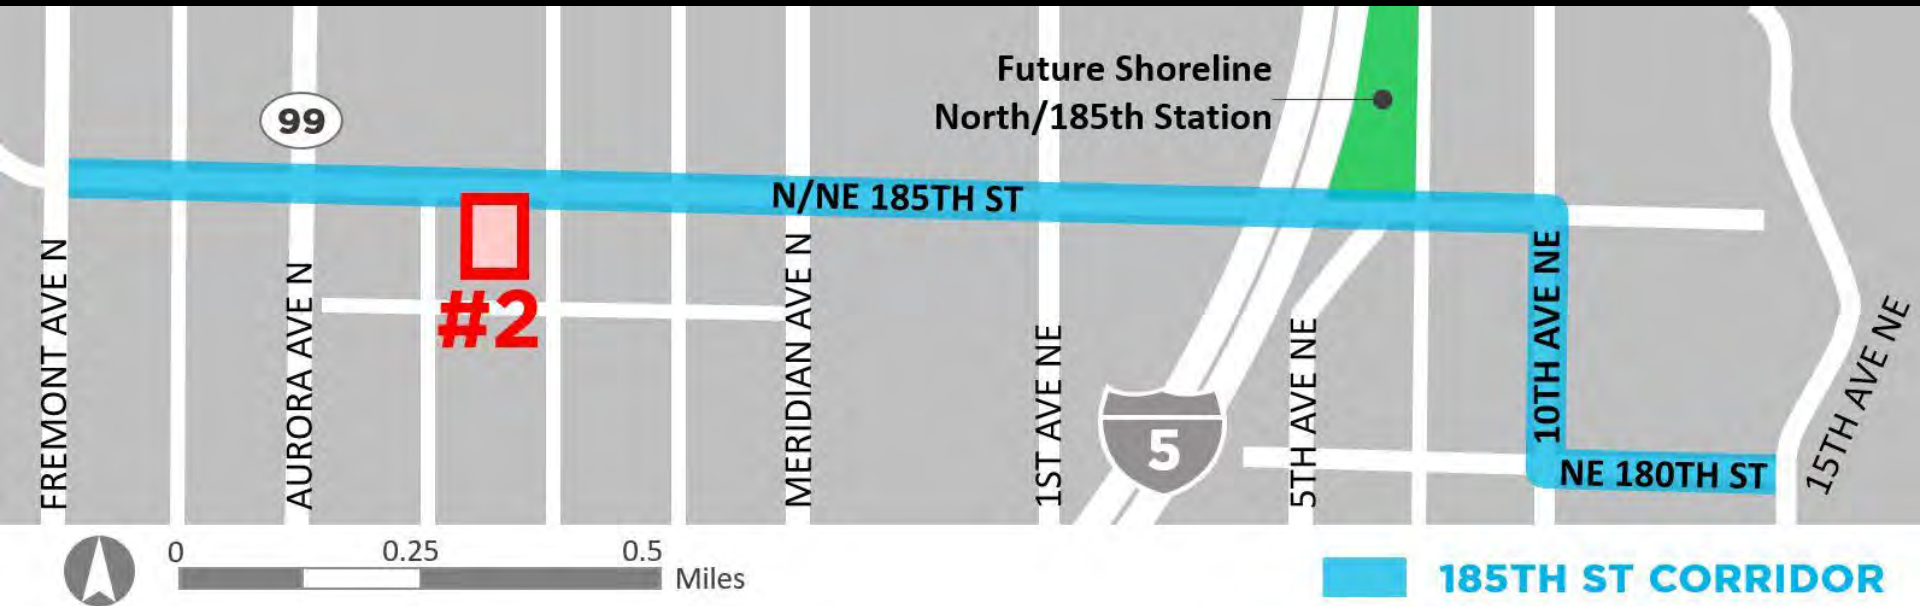 Future Shoreline
North/185th Station
99
N/NE 185TH ST
#2
FREMONT AVE N
AURORA AVE N
MERIDIAN AVE N
1ST AVE NE
5
5TH AVE NE
10TH AVE NE
15TH AVE NE
NE 180TH ST
0 0.25 0.5
Miles
185TH ST CORRIDOR